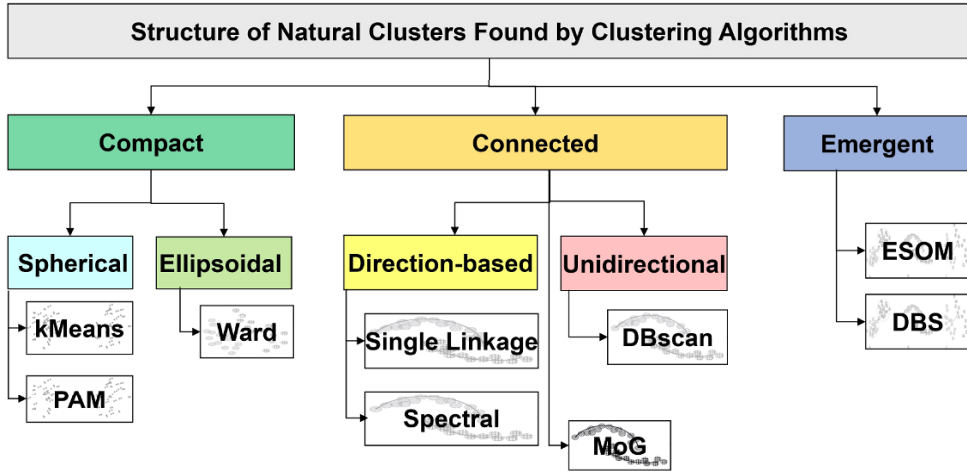 Structure of Natural Clusters Found by Clustering Algorithms
Compact
Connected
Emergent
Spherical
Ellipsoidal
Direction-based
Unidirectional
ESOM
kMeans
Ward
Single Linkage
DBscan
DBS
PAM
Spectral
MoG